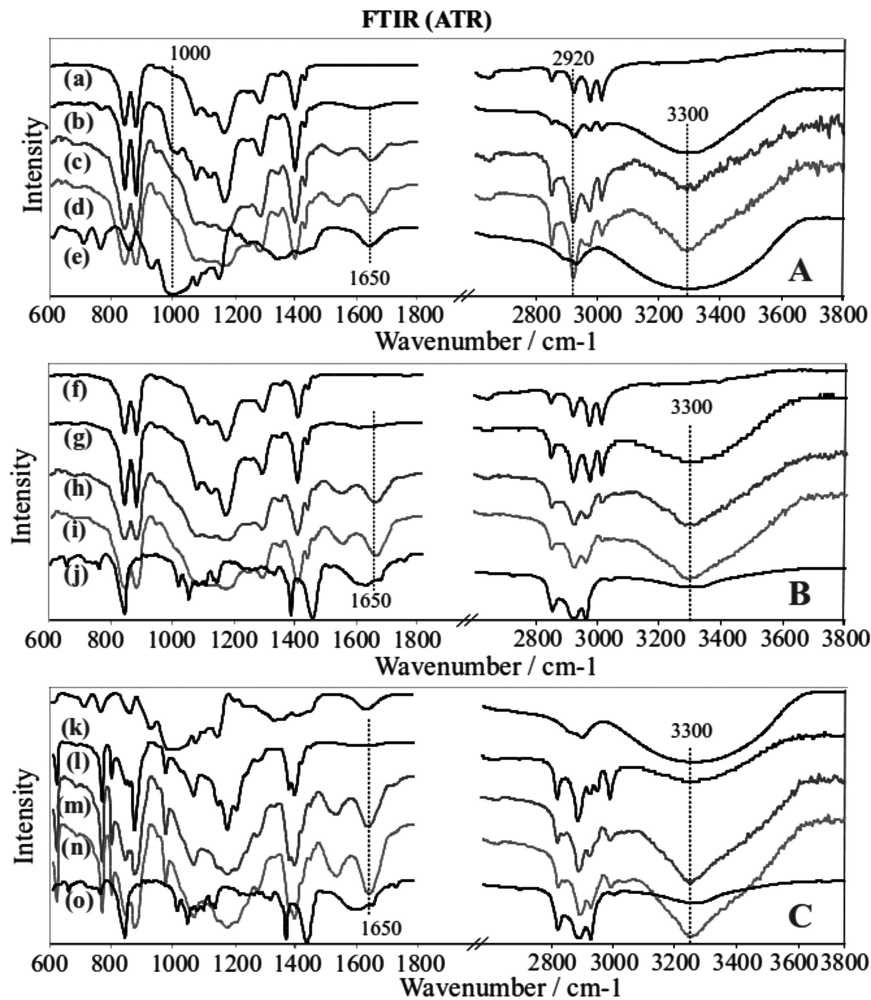 FTIR (ATR)
1000
2920
3300
(a)
(b)
(c)
(d)
(e)
1650
A
Intensity
600 800 1000 1200 1400 1600 2800 3000 3200 3400 3600 3800
Wavenumber / cm-1
(f)
(g)
(h)
(i)
(j)
3300
1650
B
Intensity
600 800 1000 1200 1400 1600 1800 2800 3000 3200 3400 3600 3800
Wavenumber / cm-1
(k)
(l)
(m)
(n)
(o)
3300
1650
C
Intensity
600 800 1000 1200 1400 1600 1800 2800 3000 3200 3400 3600 3800
Wavenumber / cm-1